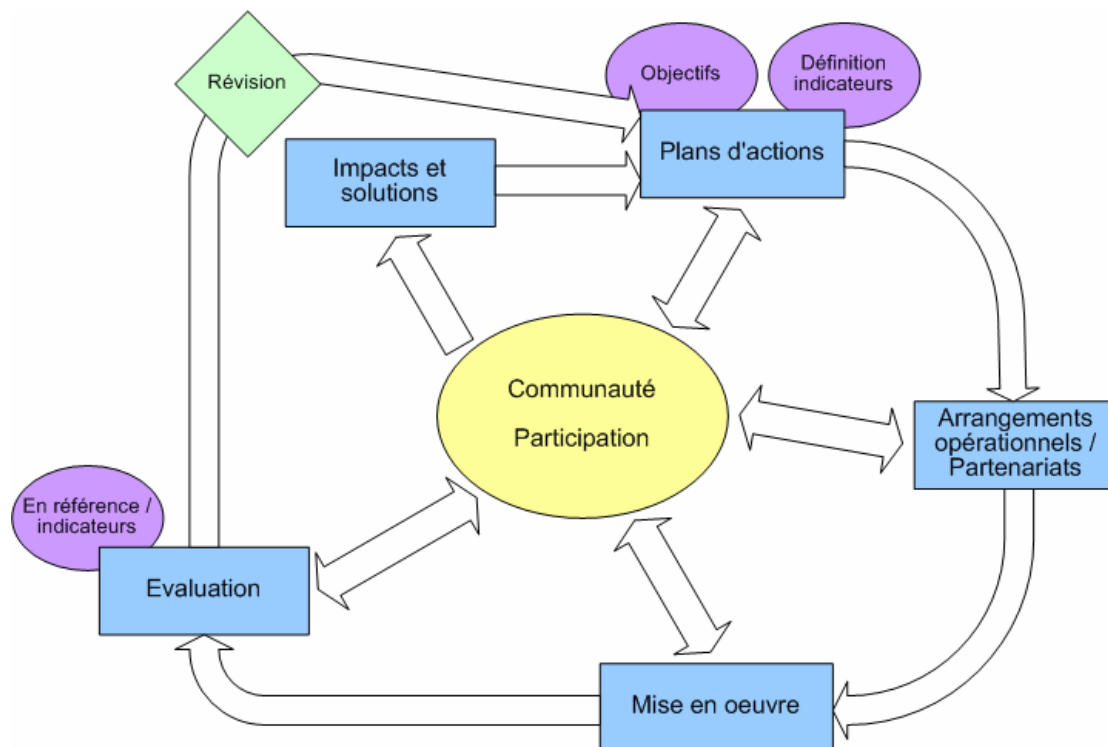 Révision
Objectifs
Définition
indicateurs
Impacts et
solutions
Plans d'actions
Communauté
Participation
Arrangements
opérationnels /
Partenariats
En référence /
indicateurs
Evaluation
Mise en oeuvre